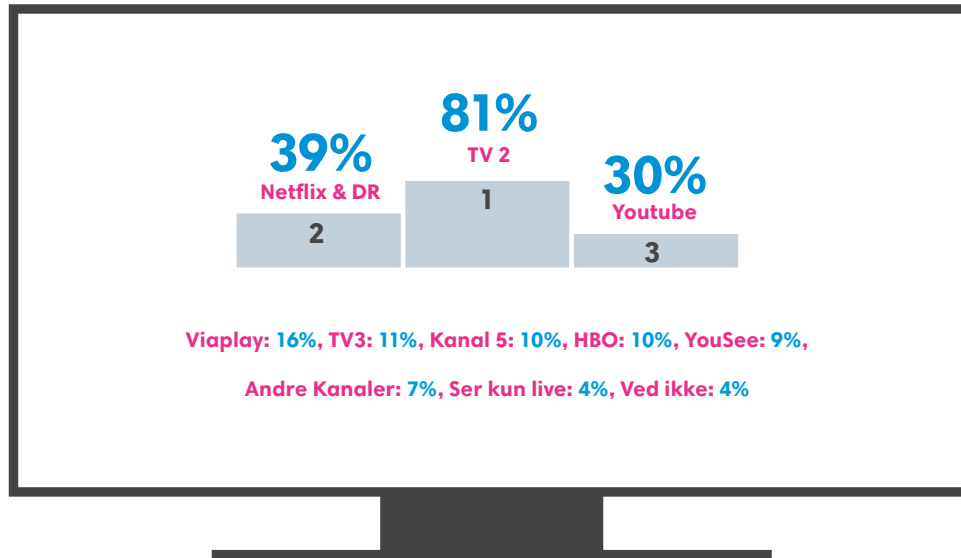 81%
TV 2
1
39%
Netflix & DR
2
30%
Youtube
3
Viaplay: 16%, TV3: 11%, Kanal 5: 10%, HBO: 10%, YouSee: 9%,
Andre Kanaler: 7%, Ser kun live: 4%, Ved ikke: 4%